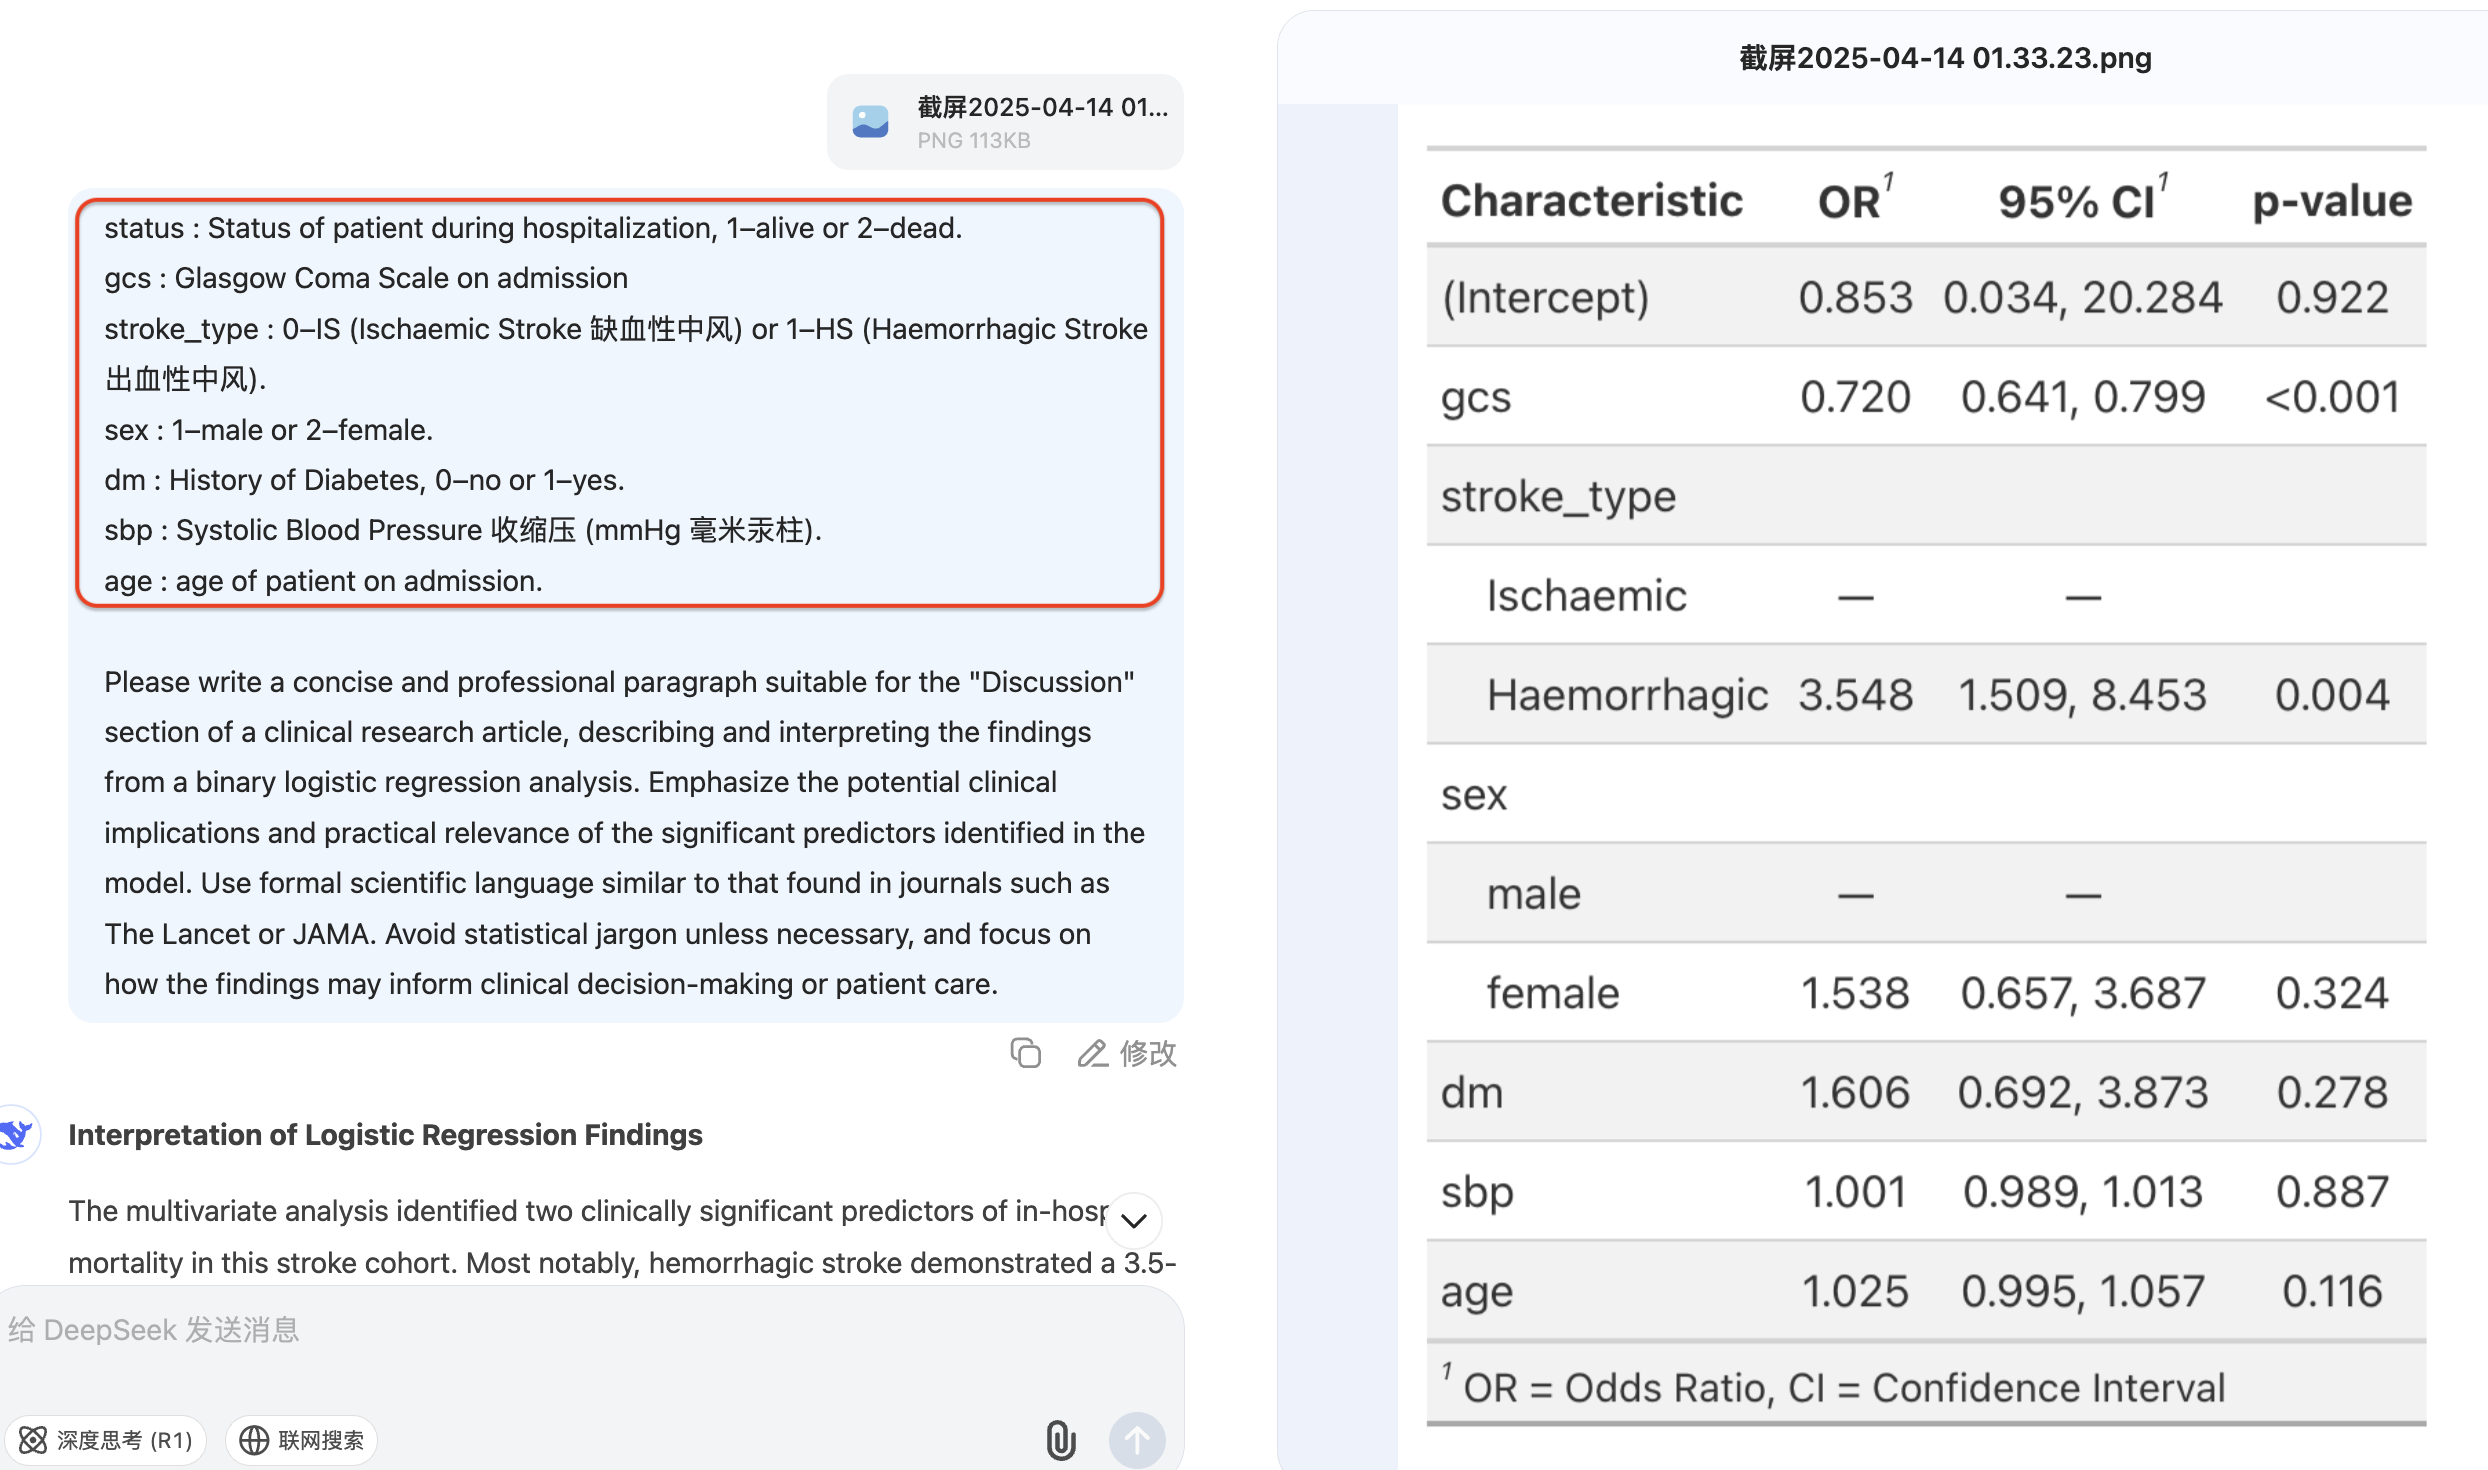 截屏2025-04-14 01...
PNG 113KB
status : Status of patient during hospitalization, 1–alive or 2–dead.
gcs : Glasgow Coma Scale on admission
stroke_type : 0–IS (Ischaemic Stroke 缺血性中风) or 1–HS (Haemorrhagic Stroke
出血性中风).
sex : 1–male or 2–female.
dm : History of Diabetes, 0–no or 1–yes.
sbp : Systolic Blood Pressure 收缩压 (mmHg 毫米汞柱).
age : age of patient on admission.
Please write a concise and professional paragraph suitable for the "Discussion"
section of a clinical research article, describing and interpreting the findings
from a binary logistic regression analysis. Emphasize the potential clinical
implications and practical relevance of the significant predictors identified in the
model. Use formal scientific language similar to that found in journals such as
The Lancet or JAMA. Avoid statistical jargon unless necessary, and focus on
how the findings may inform clinical decision-making or patient care.
修改
Interpretation of Logistic Regression Findings
The multivariate analysis identified two clinically significant predictors of in-hosp
mortality in this stroke cohort. Most notably, hemorrhagic stroke demonstrated a 3.5-
给 DeepSeek 发送消息
深度思考 (R1) 联网搜索
截屏2025-04-14 01.33.23.png
Characteristic OR¹ 95% CI¹ p-value
(Intercept) 0.853 0.034, 20.284 0.922
gcs 0.720 0.641, 0.799 <0.001
stroke_type
Ischaemic — —
Haemorrhagic 3.548 1.509, 8.453 0.004
sex
male — —
female 1.538 0.657, 3.687 0.324
dm 1.606 0.692, 3.873 0.278
sbp 1.001 0.989, 1.013 0.887
age 1.025 0.995, 1.057 0.116
¹ OR = Odds Ratio, CI = Confidence Interval